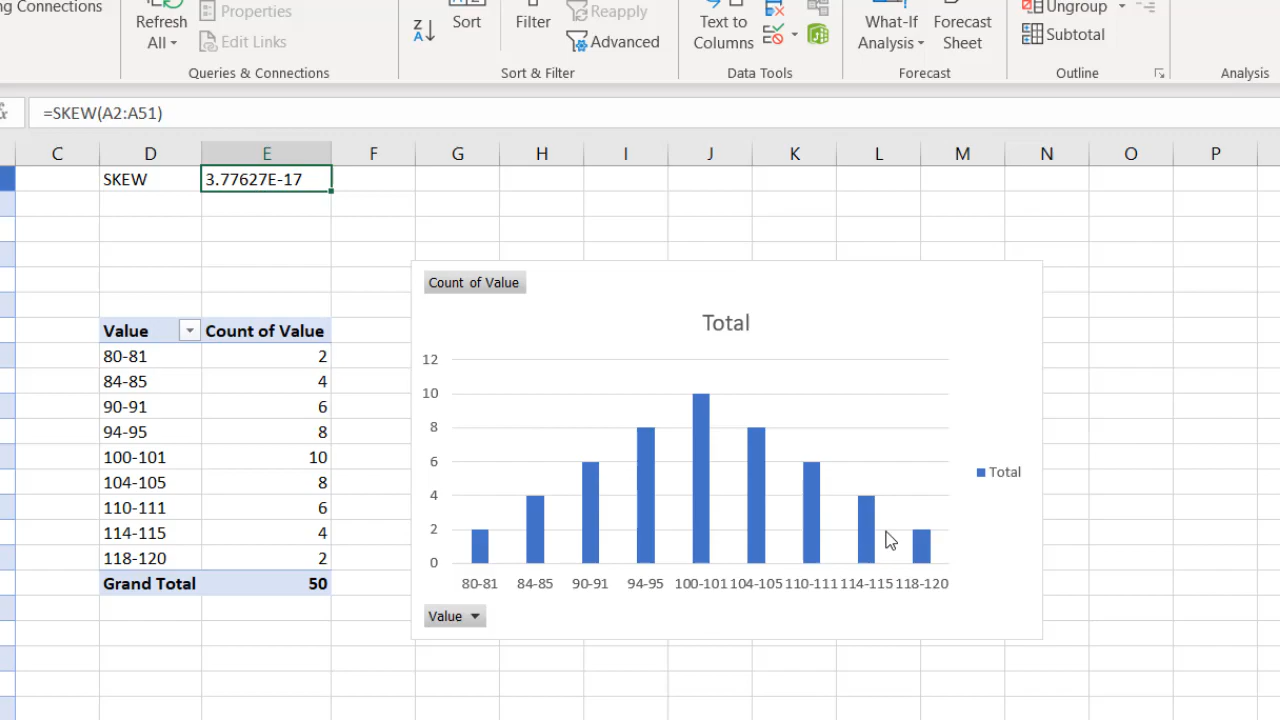 ng Connections
Refresh
All
Properties
Edit Links
Queries & Connections
Z
A
Sort
Filter
Reapply
Advanced
Sort & Filter
Text to
Columns
Data Tools
What-If
Analysis
Forecast
Sheet
Forecast
Ungroup
Subtotal
Outline
Analysis
fx =SKEW(A2:A51)
C D E F G H I J K L M N O P
SKEW 3.77627E-17
Value Count of Value
80-81 2
84-85 4
90-91 6
94-95 8
100-101 10
104-105 8
110-111 6
114-115 4
118-120 2
Grand Total 50
Count of Value
Total
12
10
8
6
4
2
0
80-81 84-85 90-91 94-95 100-101 104-105 110-111 114-115 118-120
Total
Value